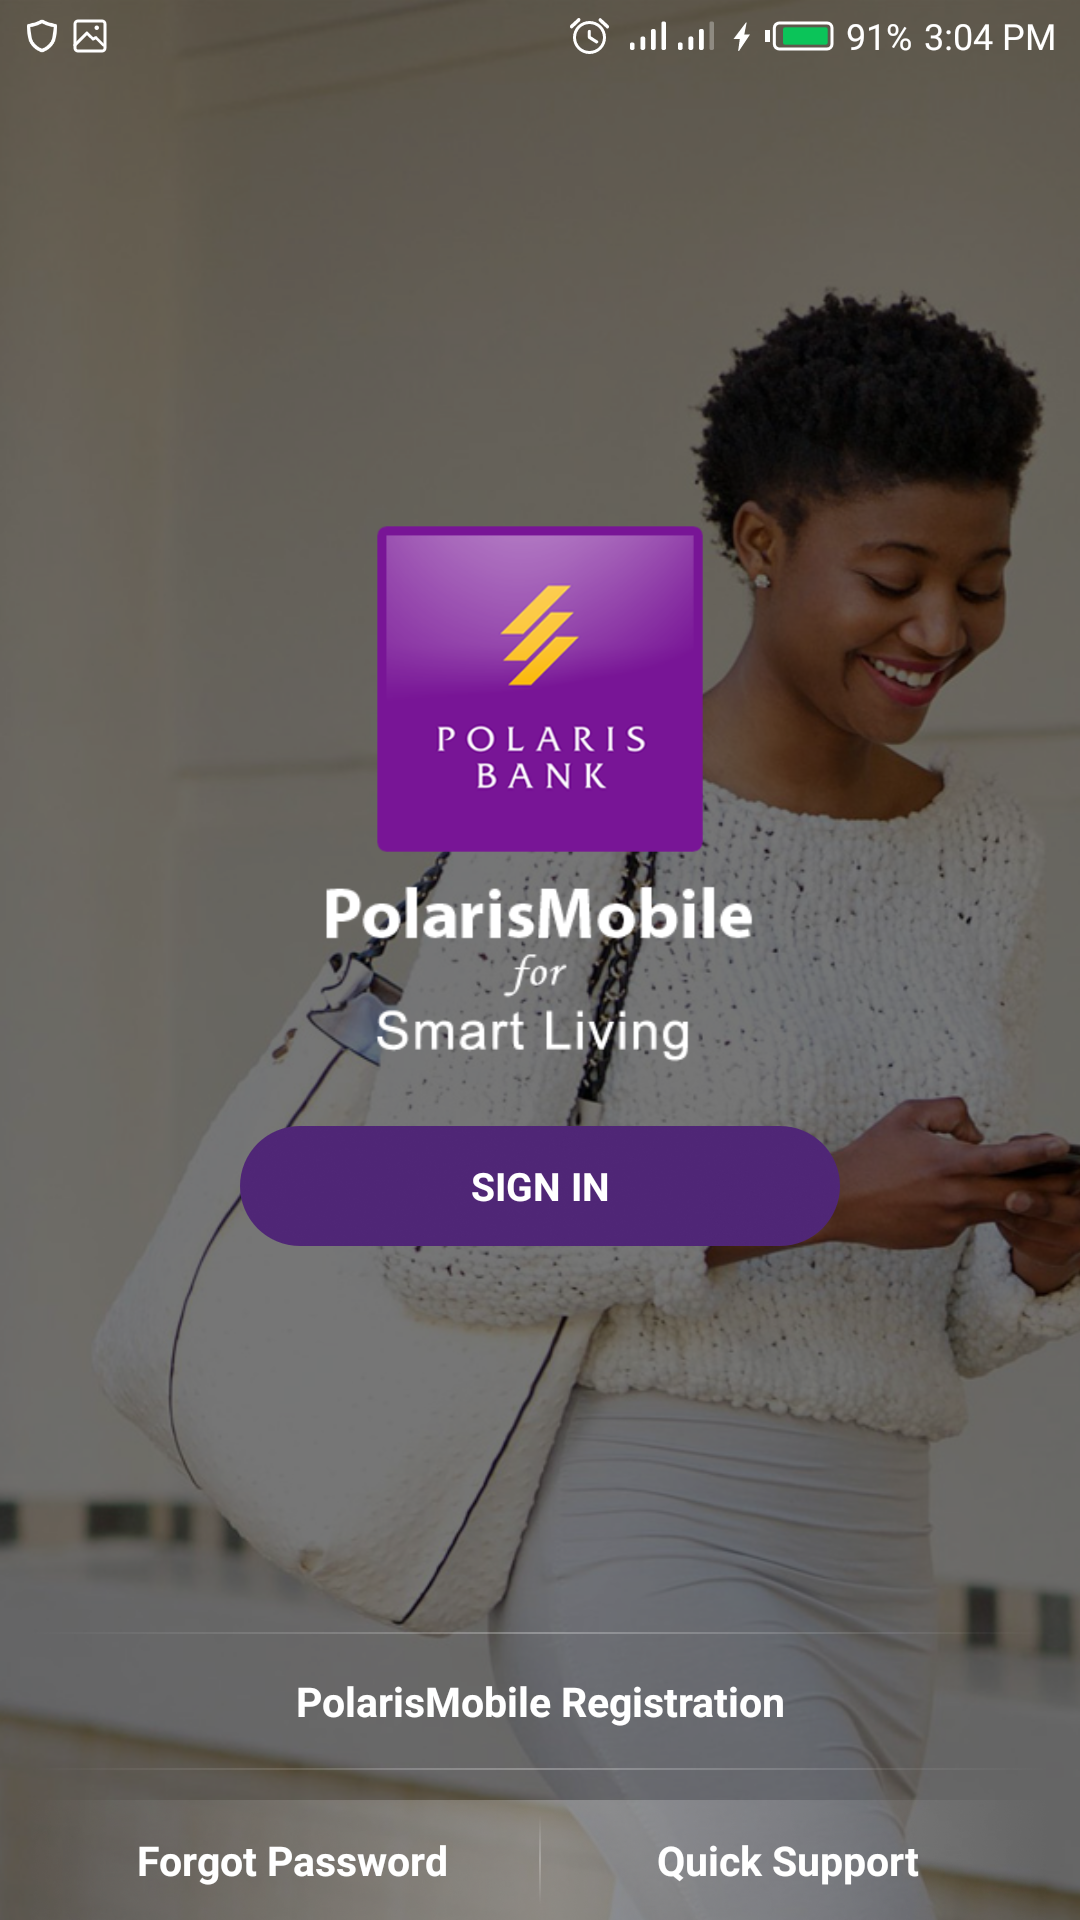 91% 3:04 PM
POLARIS
BANK
PolarisMobile
for
Smart Living
SIGN IN
PolarisMobile Registration
Forgot Password
Quick Support